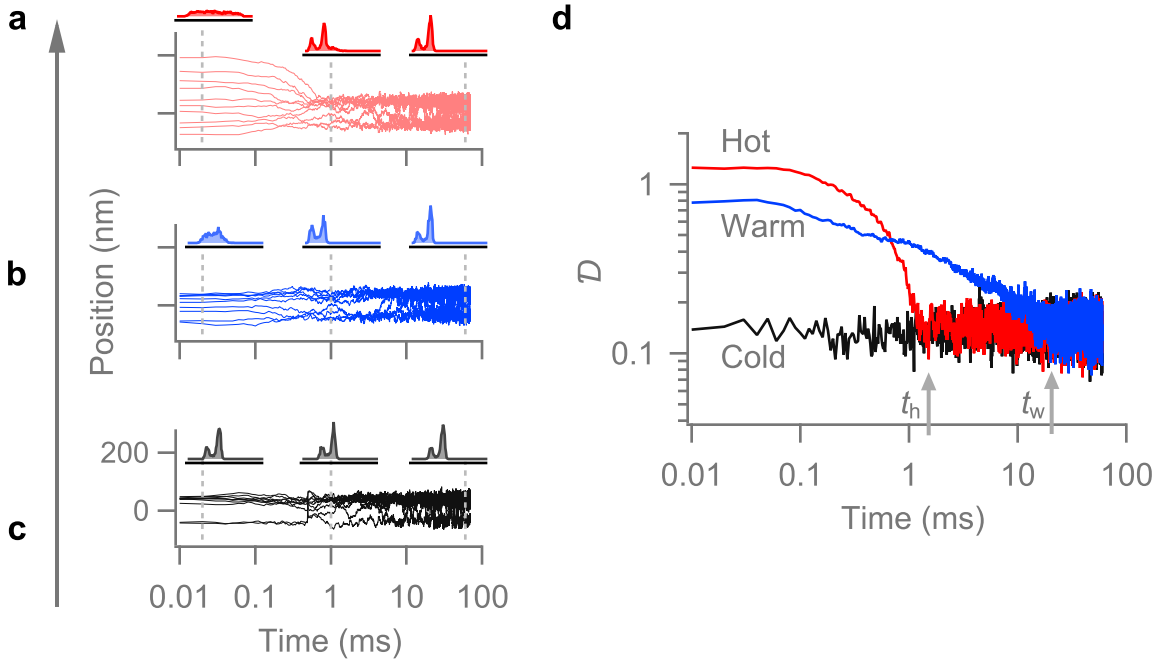 a
b
c
Position (nm)
200
0
0.01 0.1 1 10 100
Time (ms)
d
Hot
Warm
Cold
𝒟
1
0.1
t_h
t_w
0.01 0.1 1 10 100
Time (ms)